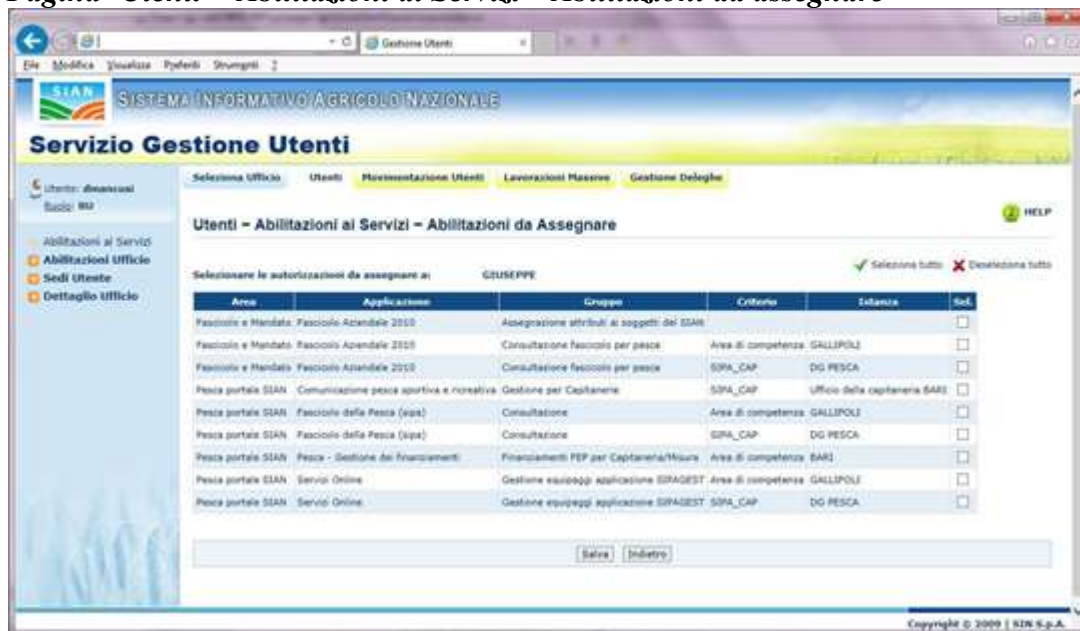 Pagina "Utenti – Abilitazioni ai Servizi – Abilitazioni da assegnare"
Gestione Utenti
File Modifica Visualizza Preferiti Strumenti ?
SIAN
SISTEMA INFORMATIVO AGRICOLO NAZIONALE
Servizio Gestione Utenti
Utente: dmancusi
Ruolo: RU
Seleziona Ufficio Utenti Movimentazione Utenti Lavorazioni Massive Gestione Deleghe
HELP
Utenti – Abilitazioni ai Servizi – Abilitazioni da Assegnare
Abilitazioni ai Servizi
Abilitazioni Ufficio
Sedi Utente
Dettaglio Ufficio
Selezionare le autorizzazioni da assegnare a: GIUSEPPE
Seleziona tutto Deseleziona tutto
Area Applicazione Gruppo Criterio Istanza Sel.
Fascicolo e Mandato Fascicolo Aziendale 2010 Assegnazione attributi ai soggetti del SIAN
Fascicolo e Mandato Fascicolo Aziendale 2010 Consultazione fascicolo per pesca Area di competenza GALLIPOLI
Fascicolo e Mandato Fascicolo Aziendale 2010 Consultazione fascicolo per pesca SIPA_CAP DG PESCA
Pesca portale SIAN Comunicazione pesca sportiva e ricreativa Gestione per Capitanerie SIPA_CAP Ufficio della capitaneria BARI
Pesca portale SIAN Fascicolo della Pesca (sipa) Consultazione Area di competenza GALLIPOLI
Pesca portale SIAN Fascicolo della Pesca (sipa) Consultazione SIPA_CAP DG PESCA
Pesca portale SIAN Pesca - Gestione dei finanziamenti Finanziamenti FEP per Capitaneria/Misura Area di competenza BARI
Pesca portale SIAN Servizi Online Gestione equipaggi applicazione SIPAGEST Area di competenza GALLIPOLI
Pesca portale SIAN Servizi Online Gestione equipaggi applicazione SIPAGEST SIPA_CAP DG PESCA
Salva Indietro
Copyright © 2009 | SIN S.p.A.